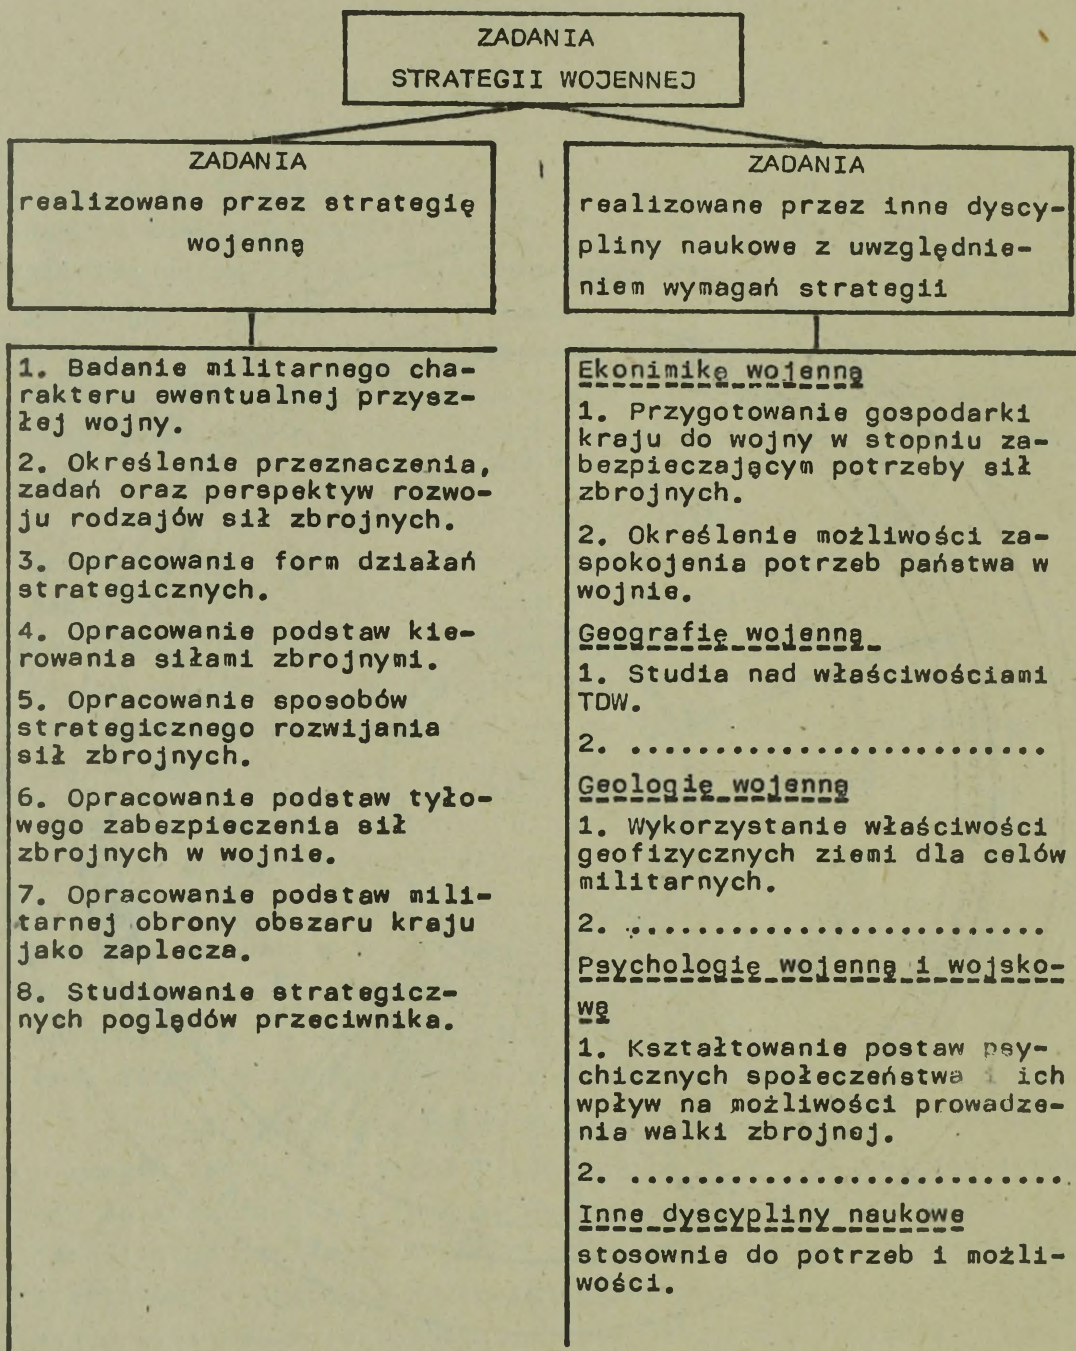 ZADANIA
STRATEGII WOJENNEJ
ZADANIA
realizowane przez strategię
wojenną
1. Badanie militarnego cha-
rakteru ewentualnej przysz-
łej wojny.
2. Określenie przeznaczenia,
zadań oraz perspektyw rozwo-
ju rodzajów sił zbrojnych.
3. Opracowanie form działań
strategicznych.
4. Opracowanie podstaw kie-
rowania siłami zbrojnymi.
5. Opracowanie sposobów
strategicznego rozwijania
sił zbrojnych.
6. Opracowanie podstaw tyło-
wego zabezpieczenia sił
zbrojnych w wojnie.
7. Opracowanie podstaw mili-
tarnej obrony obszaru kraju
jako zaplecza.
8. Studiowanie strategicz-
nych poglądów przeciwnika.
ZADANIA
realizowane przez inne dyscy-
pliny naukowe z uwzględnie-
niem wymagań strategii
Ekonimikę wojenną
1. Przygotowanie gospodarki
kraju do wojny w stopniu za-
bezpieczającym potrzeby sił
zbrojnych.
2. Określenie możliwości za-
spokojenia potrzeb państwa w
wojnie.
Geografię wojenną
1. Studia nad właściwościami
TDW.
2. .........................
Geologię wojenną
1. Wykorzystanie właściwości
geofizycznych ziemi dla celów
militarnych.
2. .........................
Psychologię wojenną i wojsko-
wą
1. Kształtowanie postaw psy-
chicznych społeczeństwa i ich
wpływ na możliwości prowadze-
nia walki zbrojnej.
2. ..........................
Inne dyscypliny naukowe
stosownie do potrzeb i możli-
wości.